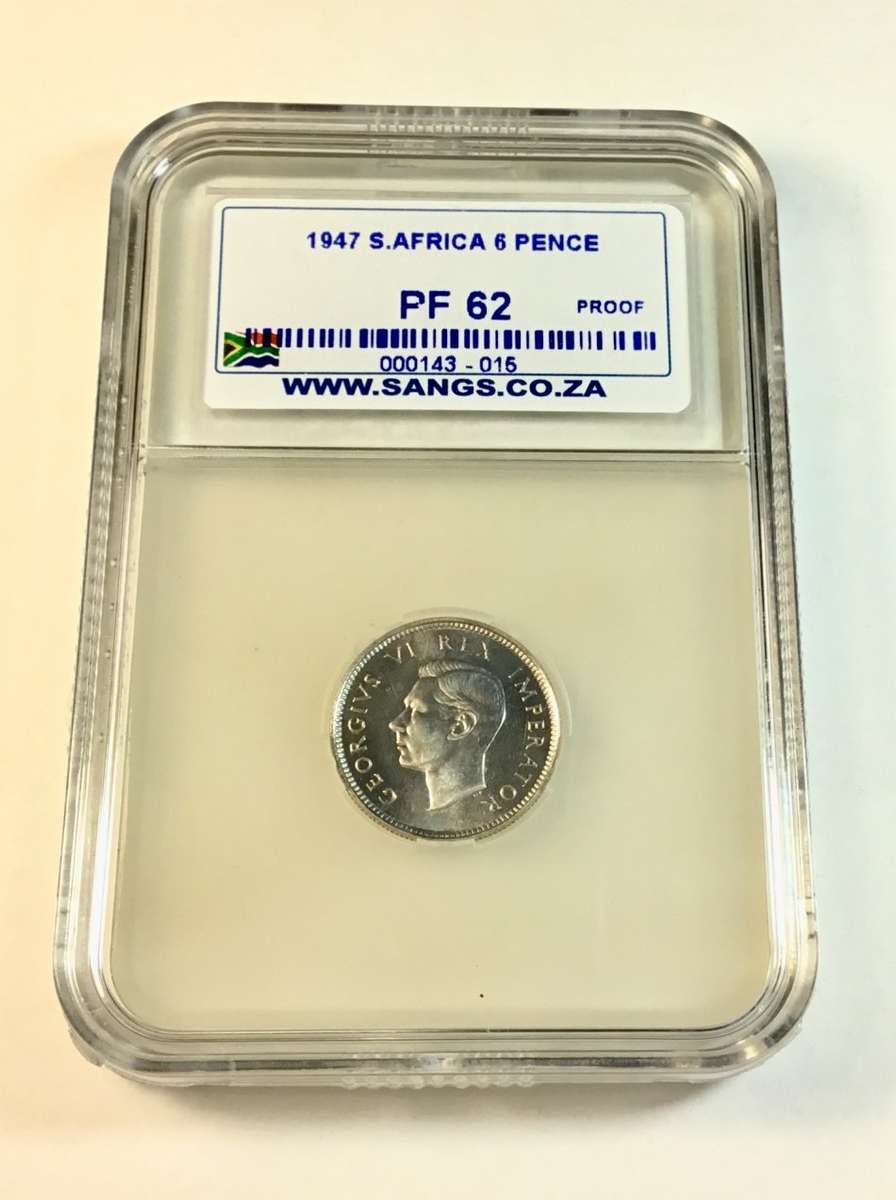 1947 S.AFRICA 6 PENCE
PF 62 PROOF
000143 - 015
WWW.SANGS.CO.ZA
GEORGIVS VI REX IMPERATOR